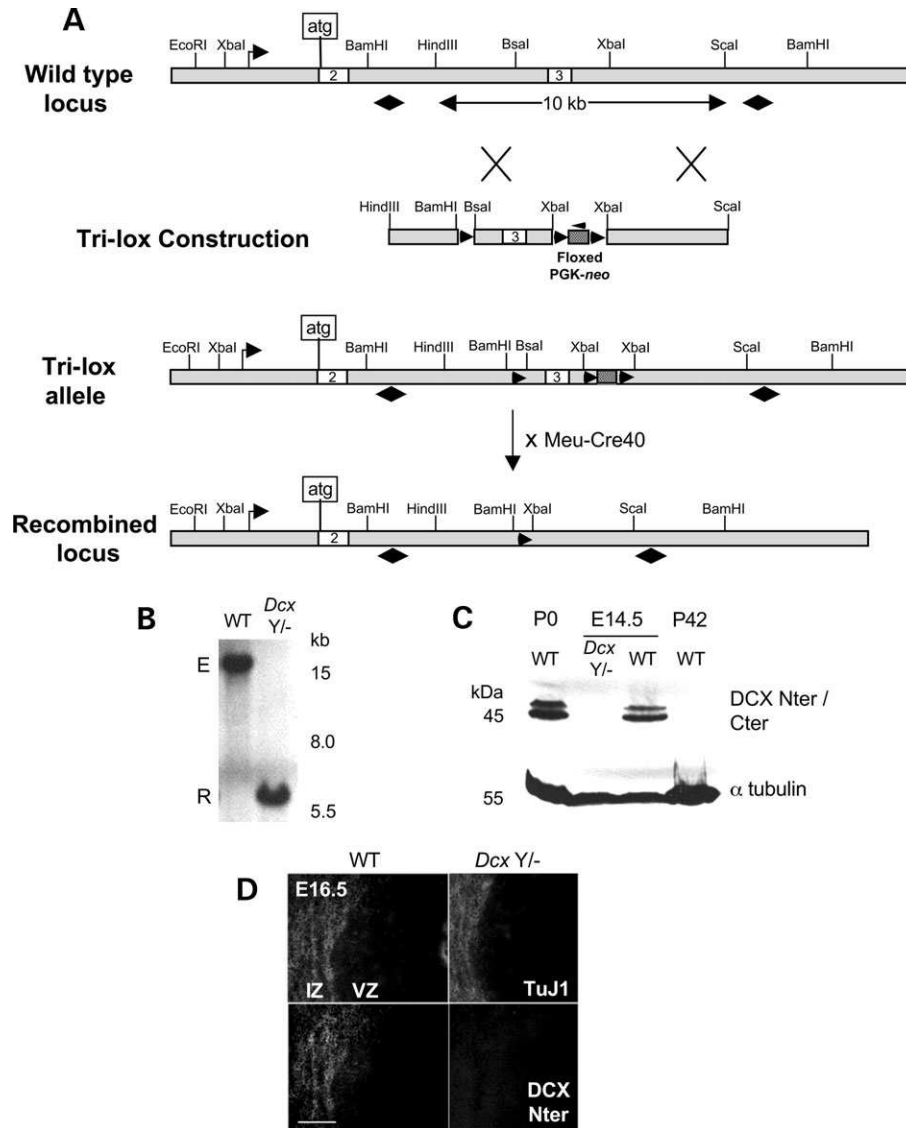 A
atg
EcoRI XbaI BamHI HindIII BsaI XbaI ScaI BamHI
Wild type
locus
2 3
10 kb
HindIII BamHI BsaI XbaI XbaI ScaI
Tri-lox Construction
3
Floxed
PGK-neo
atg
EcoRI XbaI BamHI HindIII BamHI BsaI XbaI XbaI ScaI BamHI
Tri-lox
allele
2 3
x Meu-Cre40
atg
EcoRI XbaI BamHI HindIII BamHI XbaI ScaI BamHI
Recombined
locus
2
B
WT Dcx
Y/-
kb
E
15
8.0
R
5.5
C
P0 E14.5 P42
WT Dcx
Y/- WT WT
kDa
45
DCX Nter /
Cter
55
α tubulin
D
WT Dcx Y/-
E16.5
IZ VZ
TuJ1
DCX
Nter